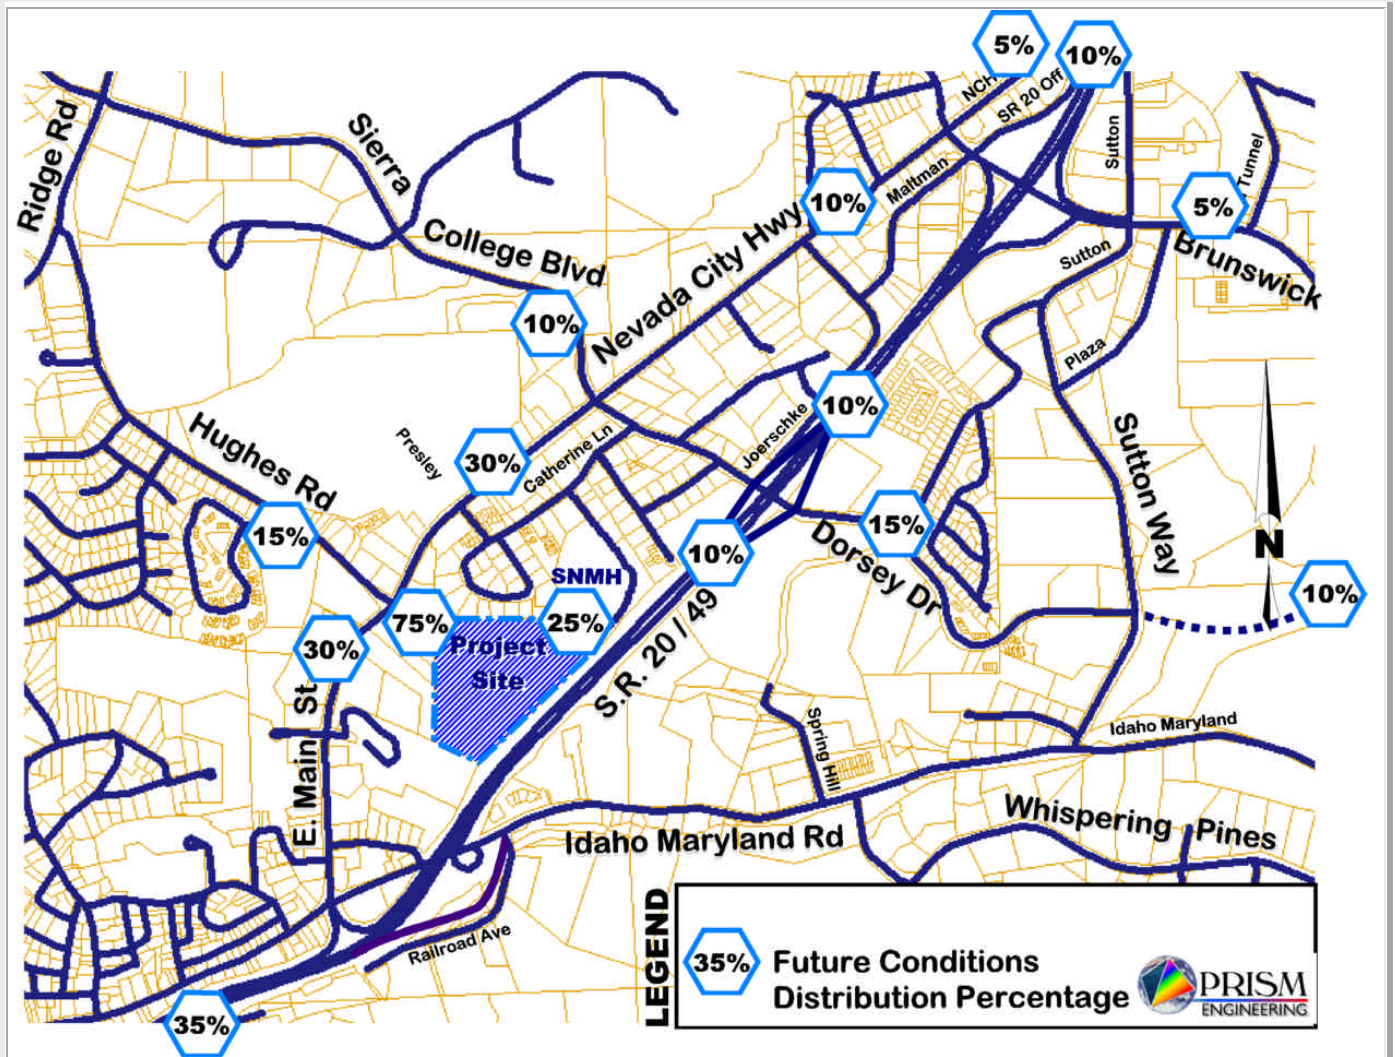 5%
10%
NCH
SR 20 Off
Ridge Rd
Sierra
College Blvd
Sutton
Tunnel
Maltman
10%
5%
Nevada City Hwy
Sutton
Brunswick
10%
Plaza
10%
Hughes Rd
Presley
30%
Catherine Ln
Joerschke
Sutton Way
15%
10%
15%
Dorsey Dr
N
SNMH
10%
75%
25%
Project
Site
30%
S.R. 20 / 49
E. Main St
Spring Hill
Idaho Maryland
Idaho Maryland Rd
Whispering Pines
Railroad Ave
35%
LEGEND
35%
Future Conditions
Distribution Percentage
PRISM
ENGINEERING